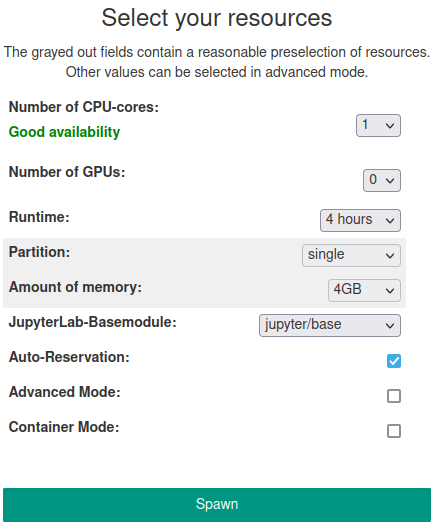 Select your resources
The grayed out fields contain a reasonable preselection of resources.
Other values can be selected in advanced mode.
Number of CPU-cores:
Good availability
1
Number of GPUs:
0
Runtime:
4 hours
Partition:
single
Amount of memory:
4GB
JupyterLab-Basemodule:
jupyter/base
Auto-Reservation:
Advanced Mode:
Container Mode:
Spawn